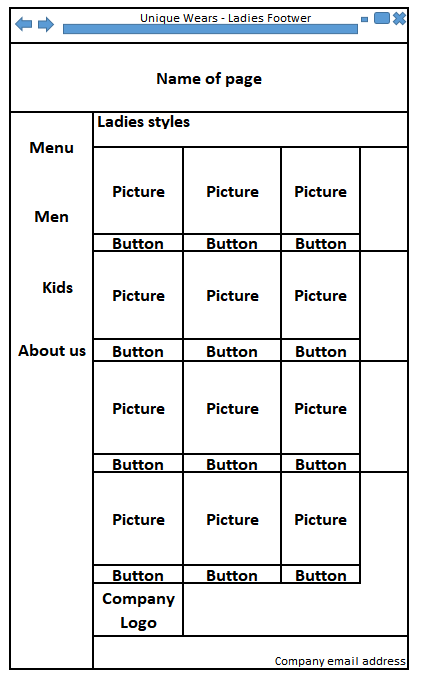 Unique Wears - Ladies Footwer
Name of page
Menu
Men
Kids
About us
Ladies styles
Picture Picture Picture
Button Button Button
Picture Picture Picture
Button Button Button
Picture Picture Picture
Button Button Button
Picture Picture Picture
Button Button Button
Company
Logo
Company email address